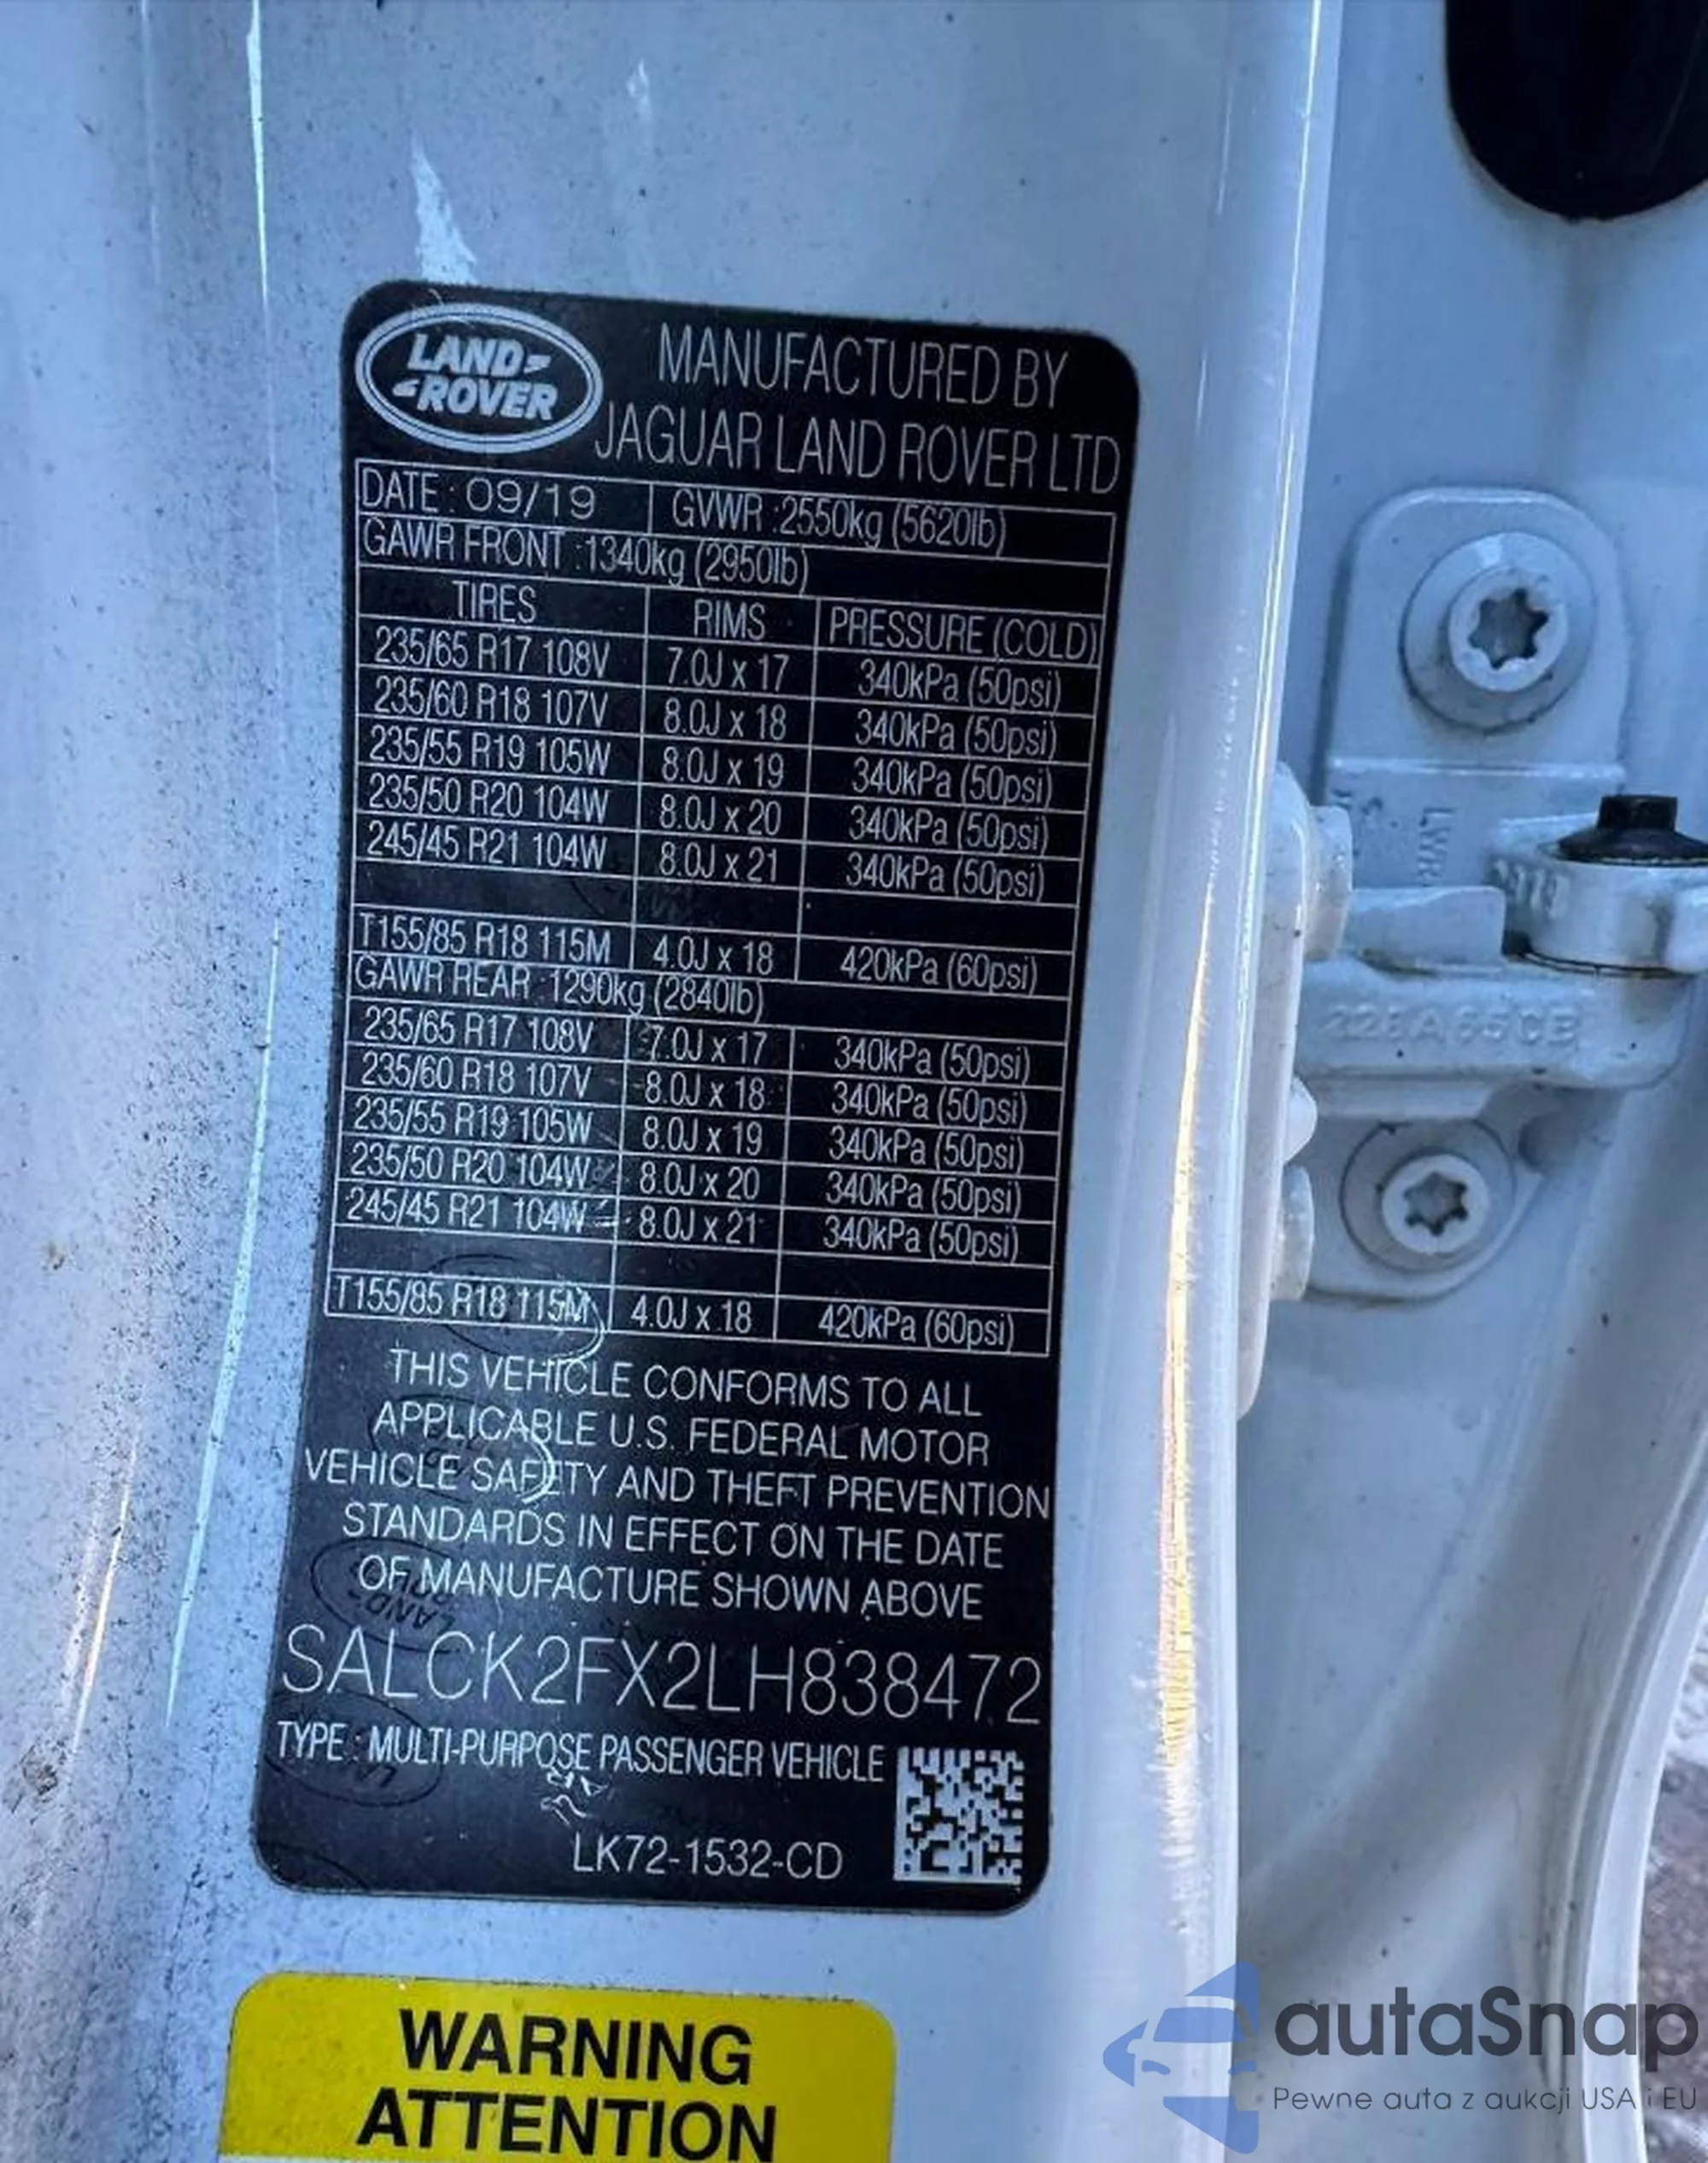 LAND
ROVER
MANUFACTURED BY
JAGUAR LAND ROVER LTD
DATE : 09/19 GVWR :2550kg (5620lb)
GAWR FRONT :1340kg (2950lb)
TIRES RIMS PRESSURE (COLD)
235/65 R17 108V 7.0J x 17 340kPa (50psi)
235/60 R18 107V 8.0J x 18 340kPa (50psi)
235/55 R19 105W 8.0J x 19 340kPa (50psi)
235/50 R20 104W 8.0J x 20 340kPa (50psi)
245/45 R21 104W 8.0J x 21 340kPa (50psi)
T155/85 R18 115M 4.0J x 18 420kPa (60psi)
GAWR REAR :1290kg (2840lb)
235/65 R17 108V 7.0J x 17 340kPa (50psi)
235/60 R18 107V 8.0J x 18 340kPa (50psi)
235/55 R19 105W 8.0J x 19 340kPa (50psi)
235/50 R20 104W 8.0J x 20 340kPa (50psi)
245/45 R21 104W 8.0J x 21 340kPa (50psi)
T155/85 R18 115M 4.0J x 18 420kPa (60psi)
THIS VEHICLE CONFORMS TO ALL
APPLICABLE U.S. FEDERAL MOTOR
VEHICLE SAFETY AND THEFT PREVENTION
STANDARDS IN EFFECT ON THE DATE
OF MANUFACTURE SHOWN ABOVE
SALCK2FX2LH838472
TYPE : MULTI-PURPOSE PASSENGER VEHICLE
LK72-1532-CD
WARNING
ATTENTION
autaSnap
Pewne auta z aukcji USA i EU